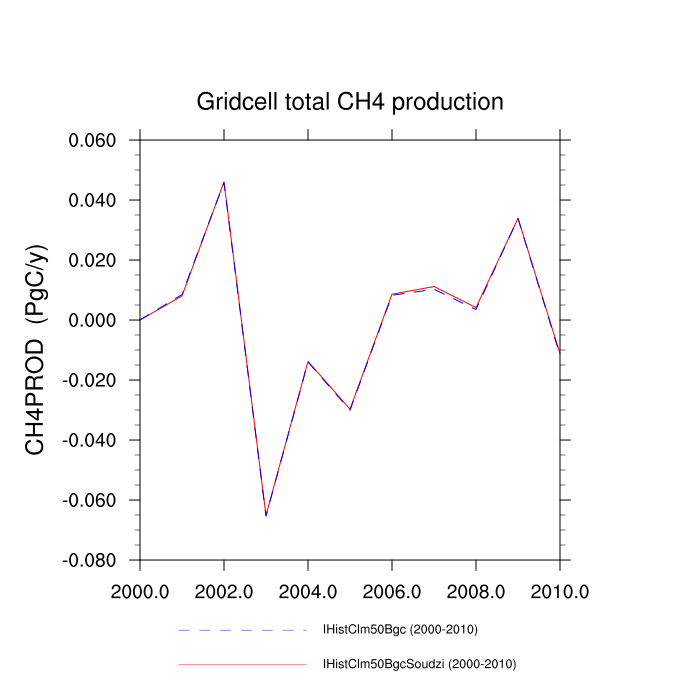 Gridcell total CH4 production
CH4PROD (PgC/y)
0.060
0.040
0.020
0.000
-0.020
-0.040
-0.060
-0.080
2000.0 2002.0 2004.0 2006.0 2008.0 2010.0
IHistClm50Bgc (2000-2010)
IHistClm50BgcSoudzi (2000-2010)